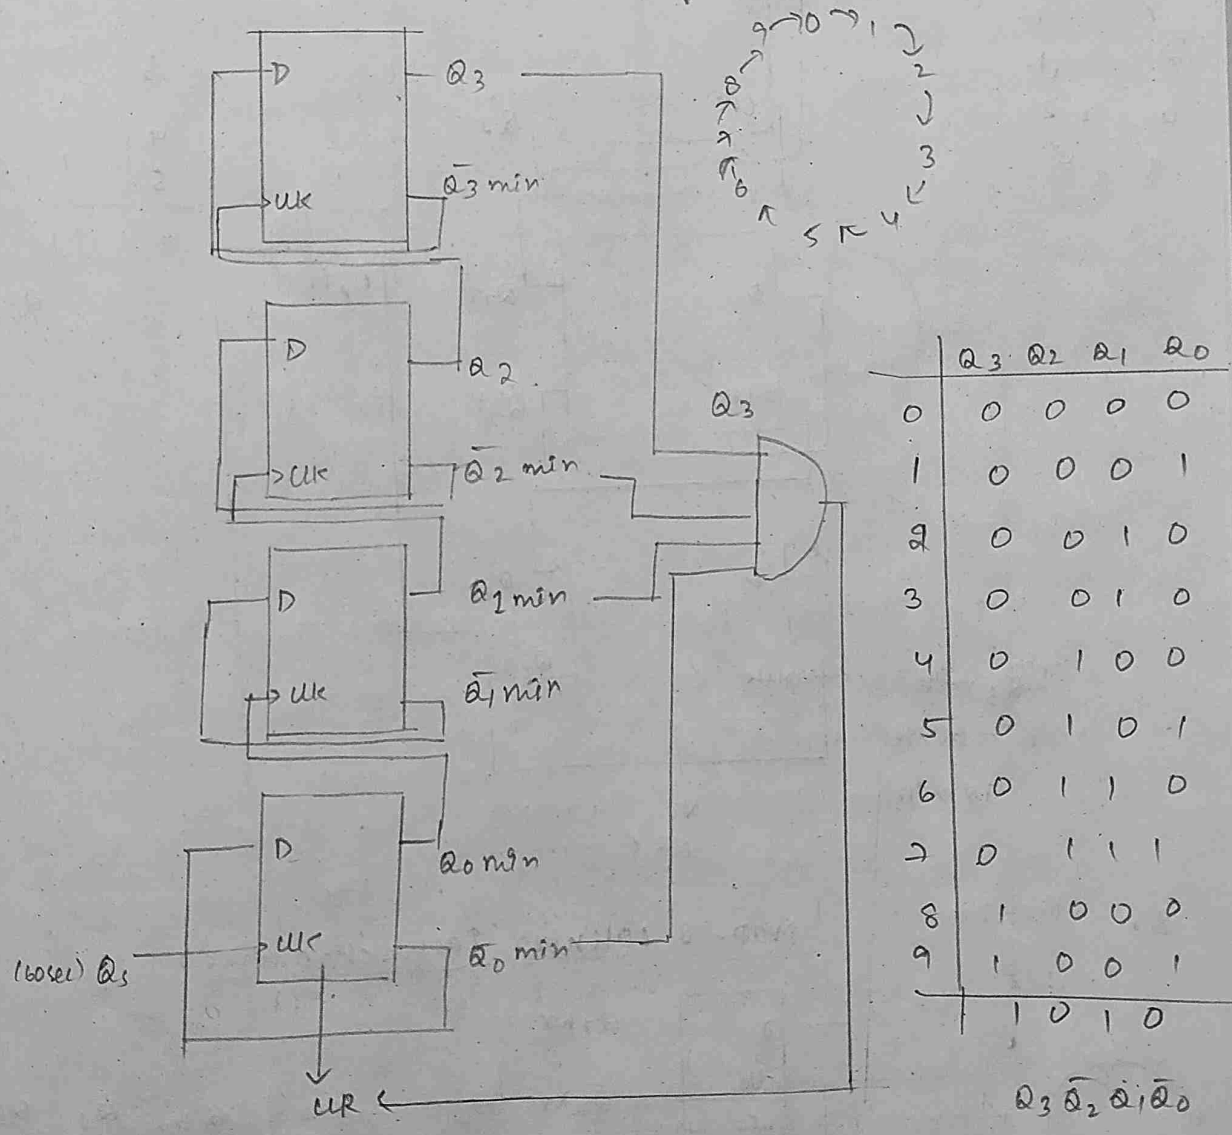 D Q3
Q̄3 min
CLK
D
Q2
Q̄2 min
CLK
D Q1 min
CLK Q̄1 min
D
Q0 min
CLK
Q̄0 min
(60sec) Qs
CLR
Q3
9 → 0 → 1
2
3
4
5
6
7
8
Q3 Q2 Q1 Q0
0 0 0 0 0
1 0 0 0 1
2 0 0 1 0
3 0 0 1 0
4 0 1 0 0
5 0 1 0 1
6 0 1 1 0
7 0 1 1 1
8 1 0 0 0
9 1 0 0 1
1 0 1 0
Q3 Q̄2 Q1 Q̄0